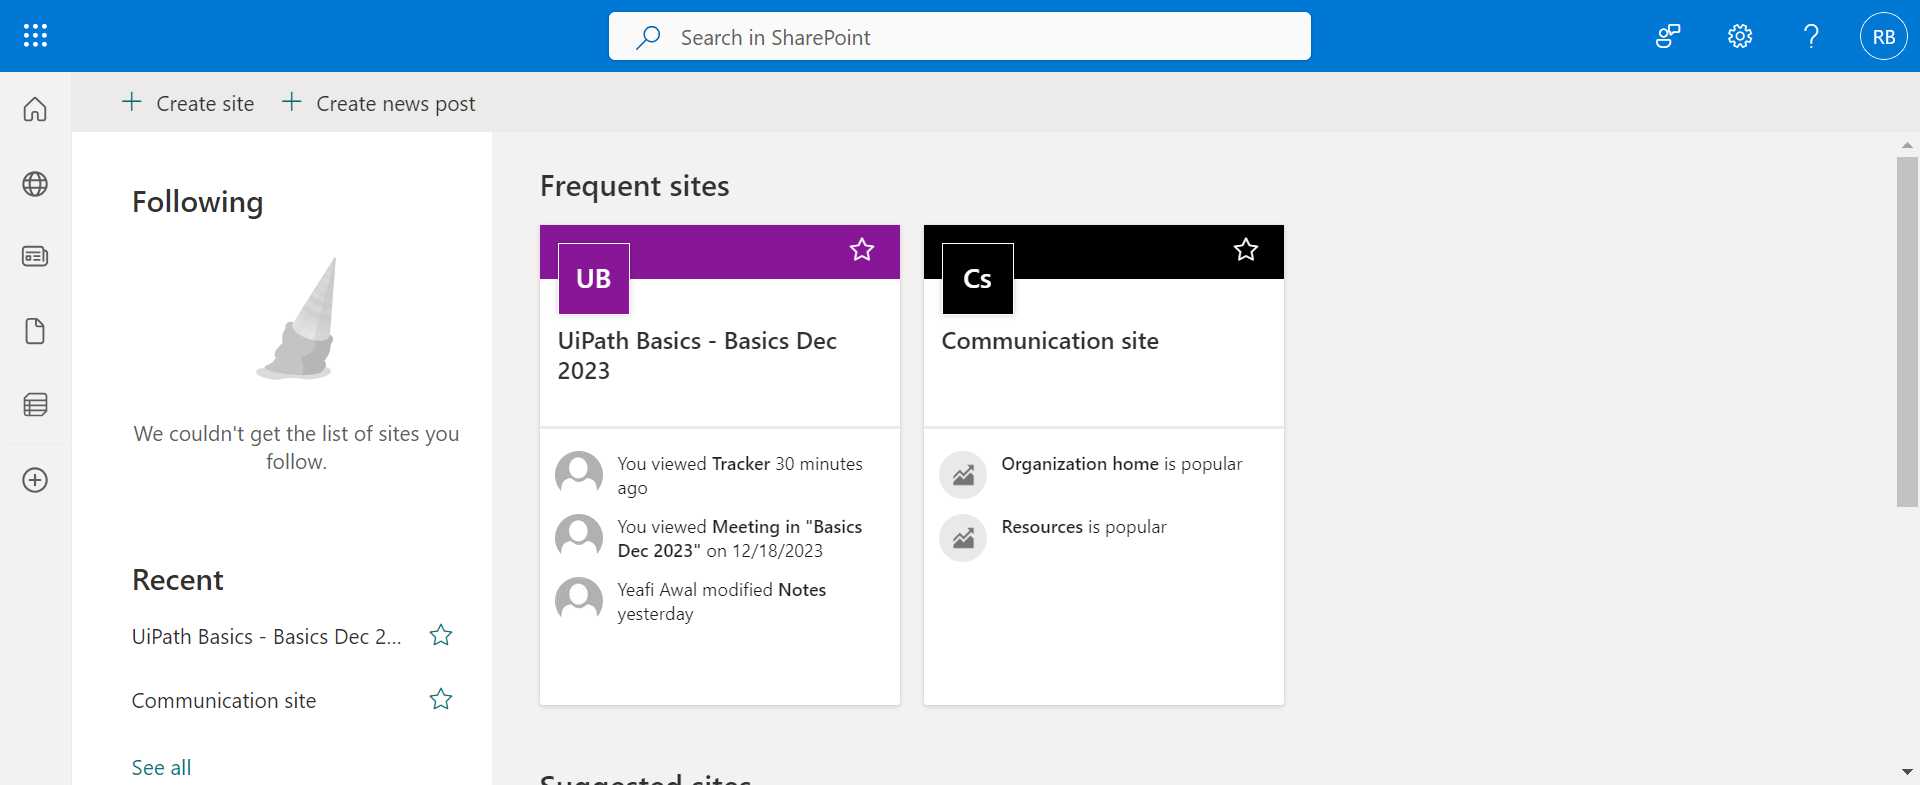 Search in SharePoint
RB
Create site
Create news post
Following
We couldn't get the list of sites you
follow.
Recent
UiPath Basics - Basics Dec 2...
Communication site
See all
Frequent sites
UB
UiPath Basics - Basics Dec
2023
You viewed Tracker 30 minutes
ago
You viewed Meeting in "Basics
Dec 2023" on 12/18/2023
Yeafi Awal modified Notes
yesterday
Cs
Communication site
Organization home is popular
Resources is popular
Suggested sites